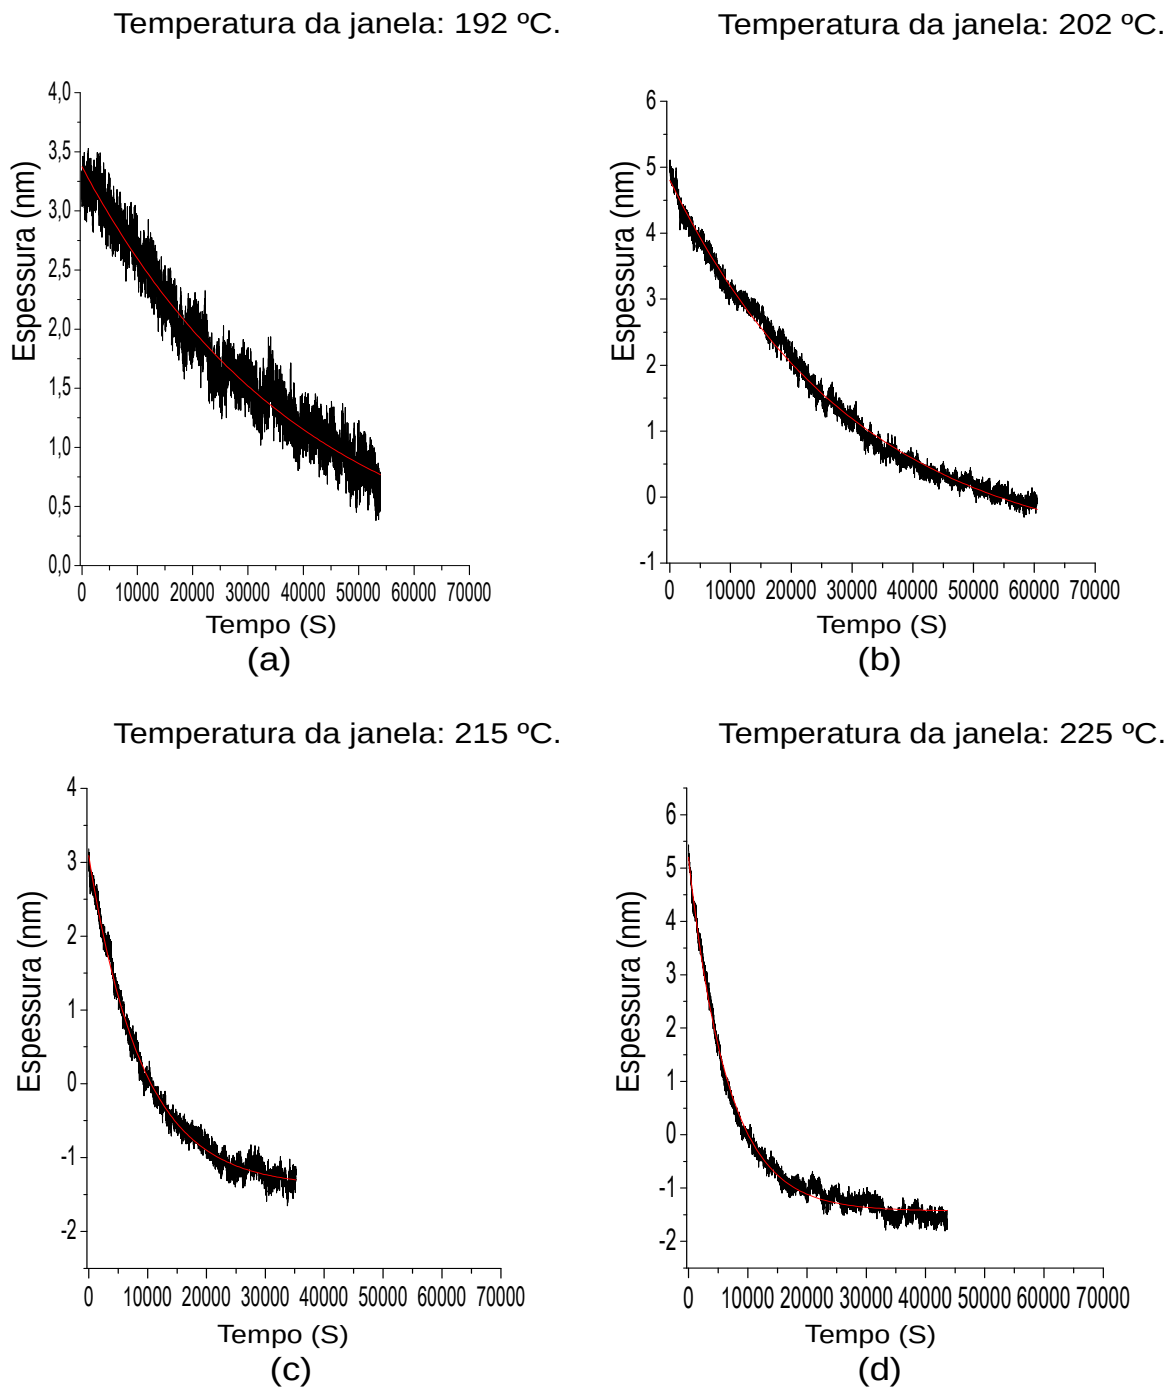 Temperatura da janela: 192 ºC.
4,0
3,5
3,0
2,5
2,0
1,5
1,0
0,5
0,0
Espessura (nm)
0 10000 20000 30000 40000 50000 60000 70000
Tempo (S)
(a)
Temperatura da janela: 202 ºC.
6
5
4
3
2
1
0
-1
Espessura (nm)
0 10000 20000 30000 40000 50000 60000 70000
Tempo (S)
(b)
Temperatura da janela: 215 ºC.
4
3
2
1
0
-1
-2
Espessura (nm)
0 10000 20000 30000 40000 50000 60000 70000
Tempo (S)
(c)
Temperatura da janela: 225 ºC.
6
5
4
3
2
1
0
-1
-2
Espessura (nm)
0 10000 20000 30000 40000 50000 60000 70000
Tempo (S)
(d)